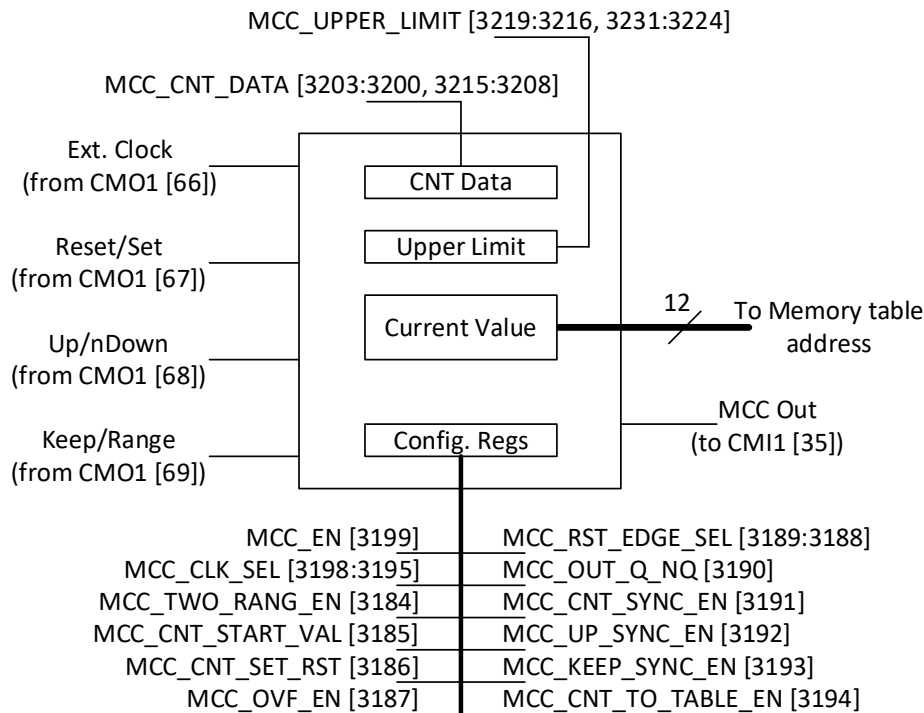 MCC_UPPER_LIMIT [3219:3216, 3231:3224]
MCC_CNT_DATA [3203:3200, 3215:3208]
Ext. Clock
(from CMO1 [66])
CNT Data
Reset/Set
(from CMO1 [67])
Upper Limit
Current Value
12
To Memory table
address
Up/nDown
(from CMO1 [68])
Keep/Range
(from CMO1 [69])
Config. Regs
MCC Out
(to CMI1 [35])
MCC_EN [3199]
MCC_RST_EDGE_SEL [3189:3188]
MCC_CLK_SEL [3198:3195]
MCC_OUT_Q_NQ [3190]
MCC_TWO_RANG_EN [3184]
MCC_CNT_SYNC_EN [3191]
MCC_CNT_START_VAL [3185]
MCC_UP_SYNC_EN [3192]
MCC_CNT_SET_RST [3186]
MCC_KEEP_SYNC_EN [3193]
MCC_OVF_EN [3187]
MCC_CNT_TO_TABLE_EN [3194]